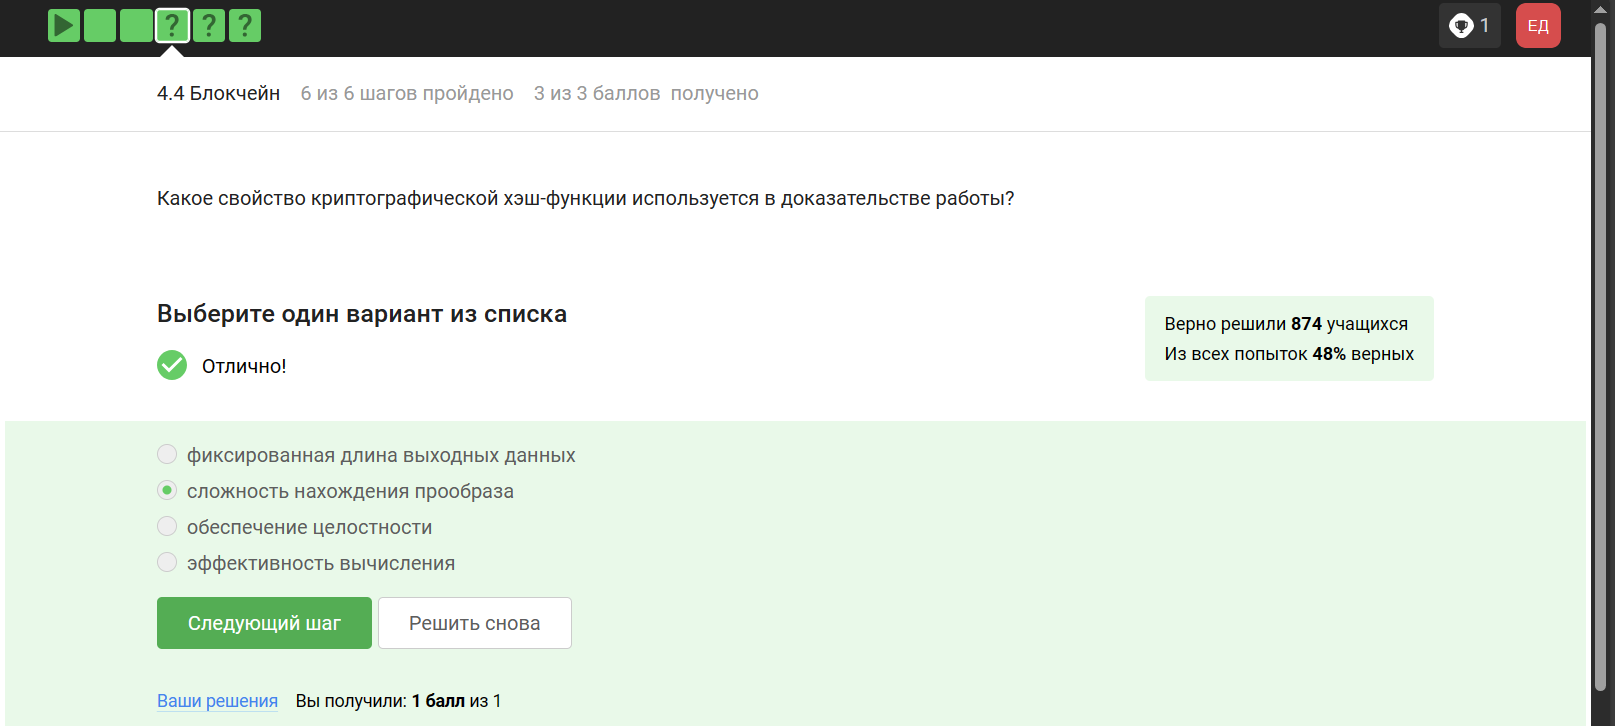 ? ? ?
1
ЕД
4.4 Блокчейн 6 из 6 шагов пройдено 3 из 3 баллов получено
Какое свойство криптографической хэш-функции используется в доказательстве работы?
Выберите один вариант из списка
Верно решили 874 учащихся
Из всех попыток 48% верных
Отлично!
фиксированная длина выходных данных
сложность нахождения прообраза
обеспечение целостности
эффективность вычисления
Следующий шаг Решить снова
Ваши решения Вы получили: 1 балл из 1